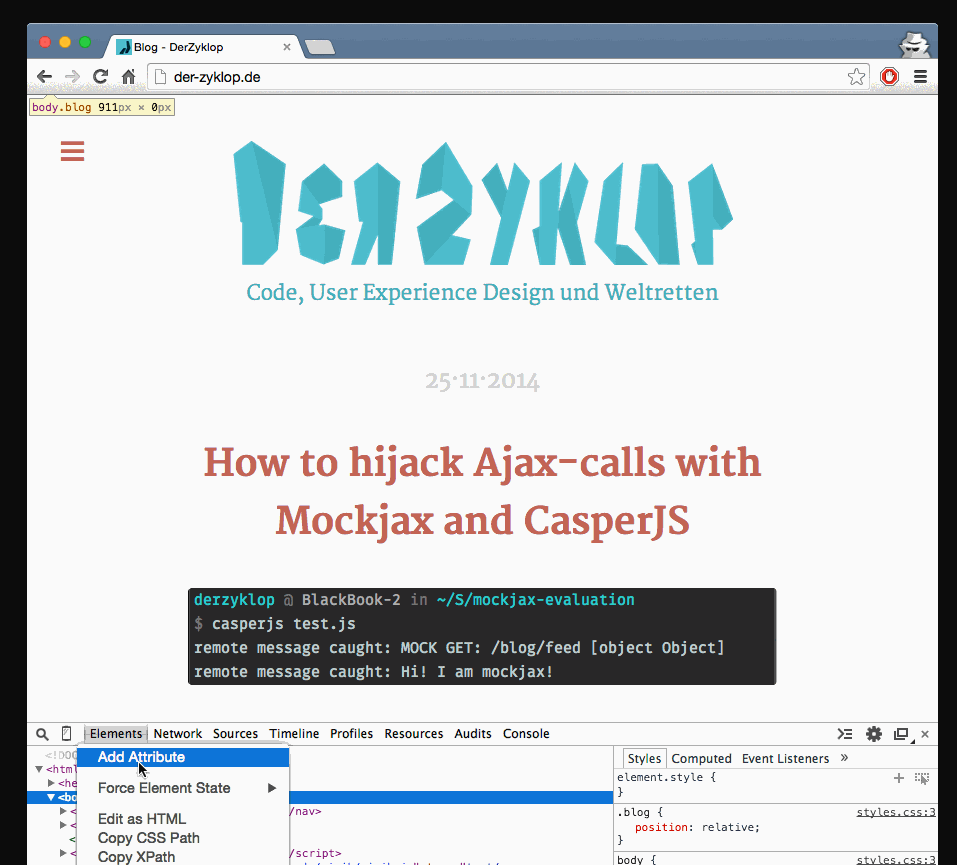 Blog - DerZyklop
der-zyklop.de
body.blog 911px × 0px
DERZYKLOP
Code, User Experience Design und Weltretten
25·11·2014
How to hijack Ajax-calls with
Mockjax and CasperJS
derzyklop @ BlackBook-2 in ~/S/mockjax-evaluation
$ casperjs test.js
remote message caught: MOCK GET: /blog/feed [object Object]
remote message caught: Hi! I am mockjax!
Elements Network Sources Timeline Profiles Resources Audits Console
<!DOC
<html
<he
<bo
<
/nav>
<
<
<
/script>
Add Attribute
Force Element State
Edit as HTML
Copy CSS Path
Copy XPath
Styles Computed Event Listeners »
element.style {
}
.blog { styles.css:3
position: relative;
}
body { styles.css:3